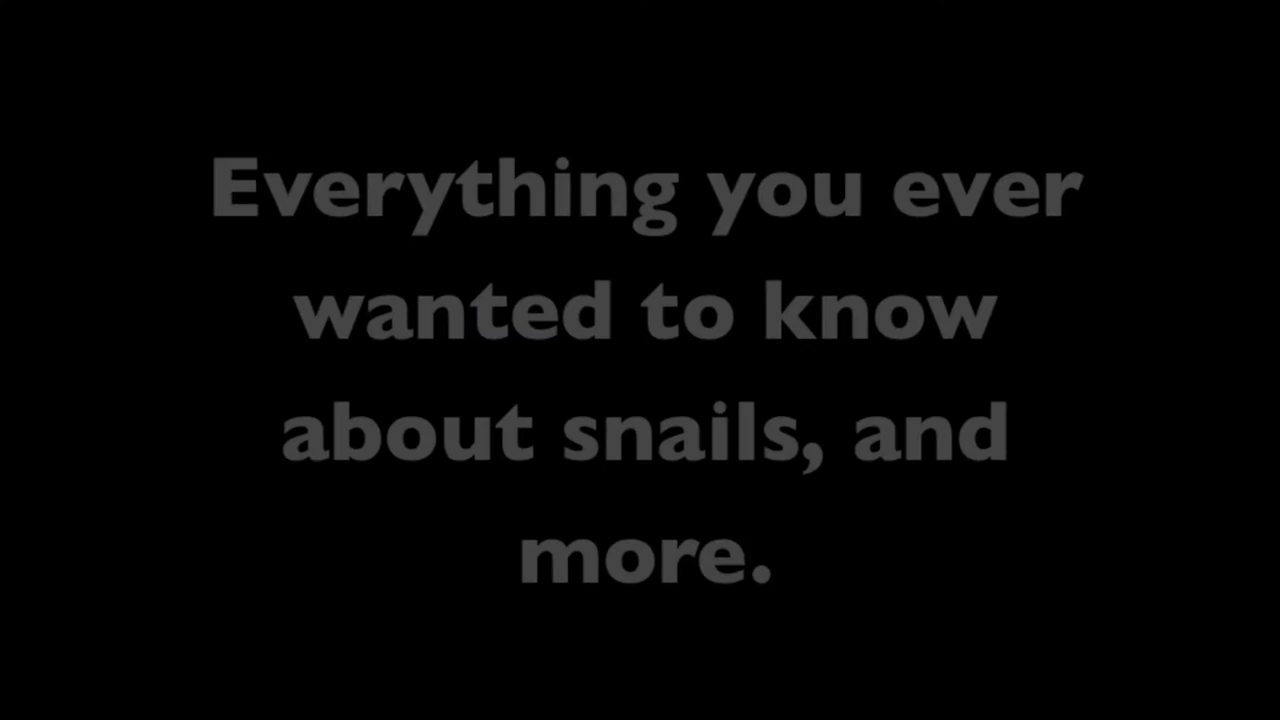 Everything you ever
wanted to know
about snails, and
more.